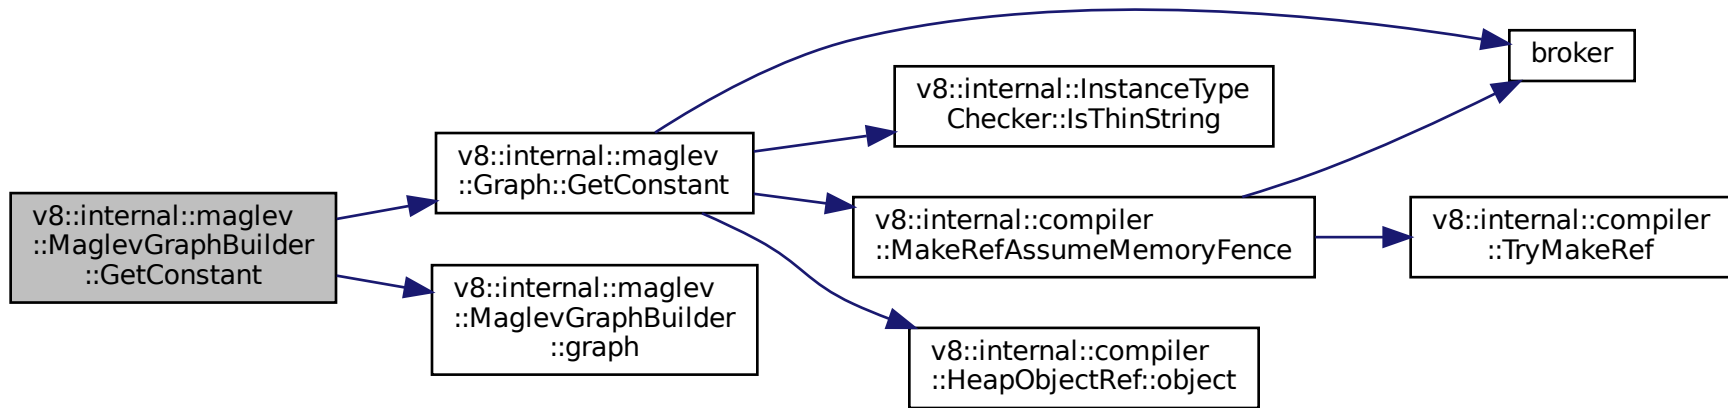 v8::internal::maglev
::MaglevGraphBuilder
::GetConstant
v8::internal::maglev
::Graph::GetConstant
v8::internal::maglev
::MaglevGraphBuilder
::graph
broker
v8::internal::InstanceType
Checker::IsThinString
v8::internal::compiler
::MakeRefAssumeMemoryFence
v8::internal::compiler
::HeapObjectRef::object
v8::internal::compiler
::TryMakeRef